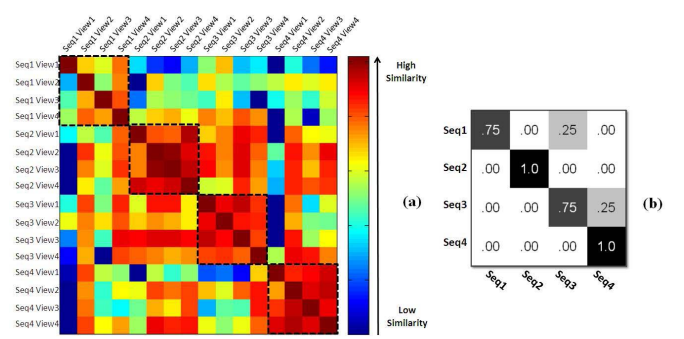 Seq1 View1
Seq1 View2
Seq1 View3
Seq1 View4
Seq2 View1
Seq2 View2
Seq2 View3
Seq2 View4
Seq3 View1
Seq3 View2
Seq3 View3
Seq3 View4
Seq4 View1
Seq4 View2
Seq4 View3
Seq4 View4
Seq1 View1
Seq1 View2
Seq1 View3
Seq1 View4
Seq2 View1
Seq2 View2
Seq2 View3
Seq2 View4
Seq3 View1
Seq3 View2
Seq3 View3
Seq3 View4
Seq4 View1
Seq4 View2
Seq4 View3
Seq4 View4
High
Similarity
(a)
Low
Similarity
Seq1 .75 .00 .25 .00
Seq2 .00 1.0 .00 .00
Seq3 .00 .00 .75 .25
Seq4 .00 .00 .00 1.0
Seq1 Seq2 Seq3 Seq4
(b)